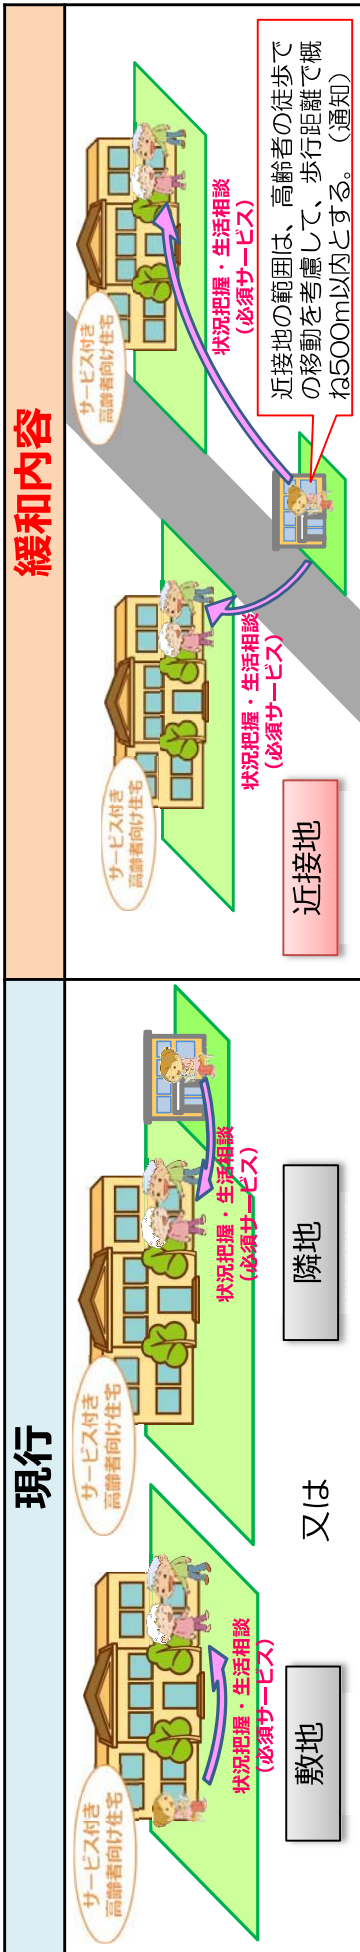 現行
サービス付き
高齢者向け住宅
状況把握・生活相談
(必須サービス)
敷地
又は
サービス付き
高齢者向け住宅
状況把握・生活相談
(必須サービス)
隣地
緩和内容
サービス付き
高齢者向け住宅
状況把握・生活相談
(必須サービス)
近接地
サービス付き
高齢者向け住宅
状況把握・生活相談
(必須サービス)
近接地の範囲は、高齢者の徒歩で
の移動を考慮して、歩行距離で概
ね500m以内とする。（通知）